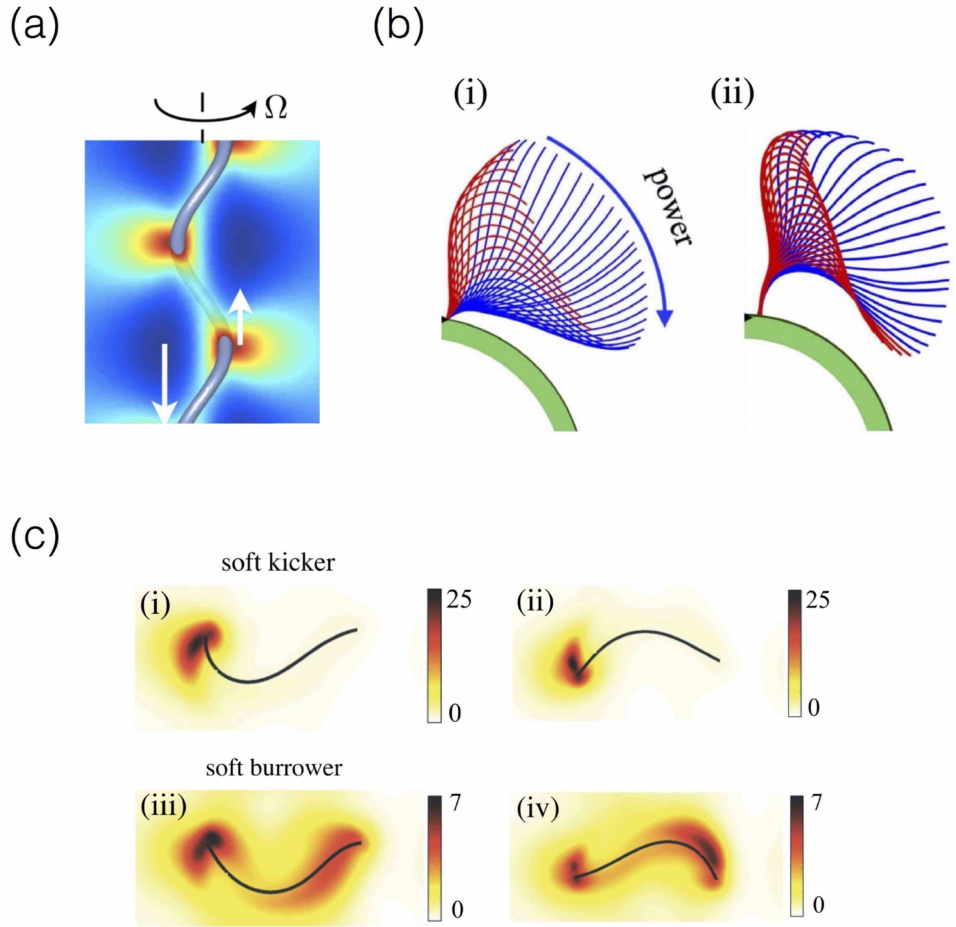 (a)
Ω
(b)
(i)
(ii)
power
(c)
soft kicker
(i)
25
0
(ii)
25
0
soft burrower
(iii)
7
0
(iv)
7
0